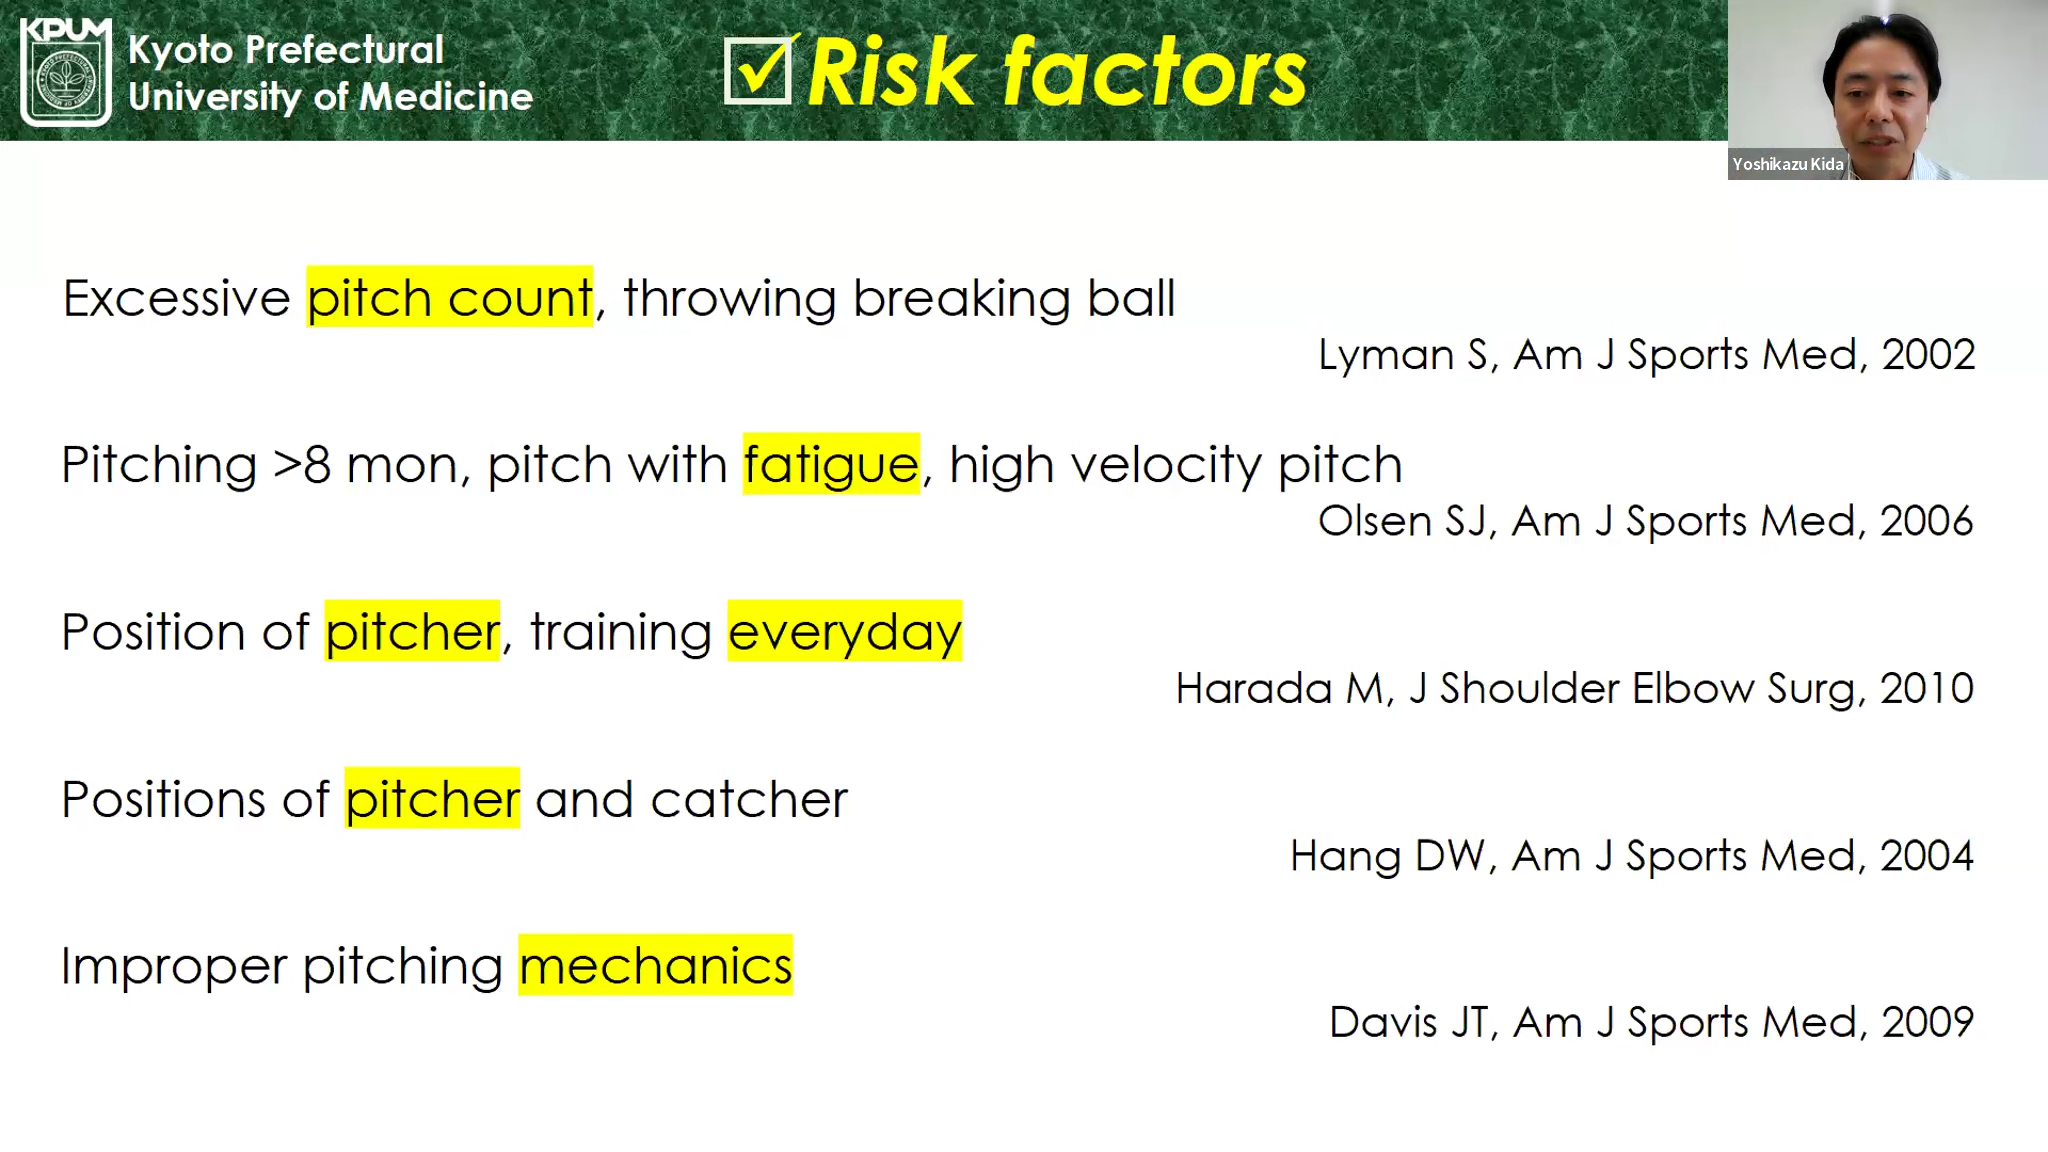 KPUM
Kyoto Prefectural
University of Medicine
Risk factors
Yoshikazu Kida
Excessive pitch count, throwing breaking ball
Lyman S, Am J Sports Med, 2002
Pitching >8 mon, pitch with fatigue, high velocity pitch
Olsen SJ, Am J Sports Med, 2006
Position of pitcher, training everyday
Harada M, J Shoulder Elbow Surg, 2010
Positions of pitcher and catcher
Hang DW, Am J Sports Med, 2004
Improper pitching mechanics
Davis JT, Am J Sports Med, 2009